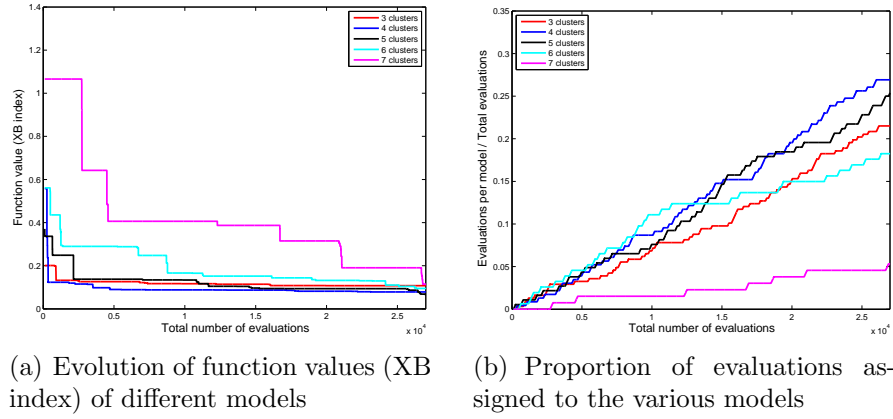 1.4
1.2
1
0.8
0.6
0.4
0.2
0
Function value (XB index)
3 clusters
4 clusters
5 clusters
6 clusters
7 clusters
0 0.5 1 1.5 2 2.5
Total number of evaluations
x 10^4
(a) Evolution of function values (XB
index) of different models
0.35
0.3
0.25
0.2
0.15
0.1
0.05
0
Evaluations per model / Total evaluations
3 clusters
4 clusters
5 clusters
6 clusters
7 clusters
0 0.5 1 1.5 2 2.5
Total number of evaluations
x 10^4
(b) Proportion of evaluations as-
signed to the various models